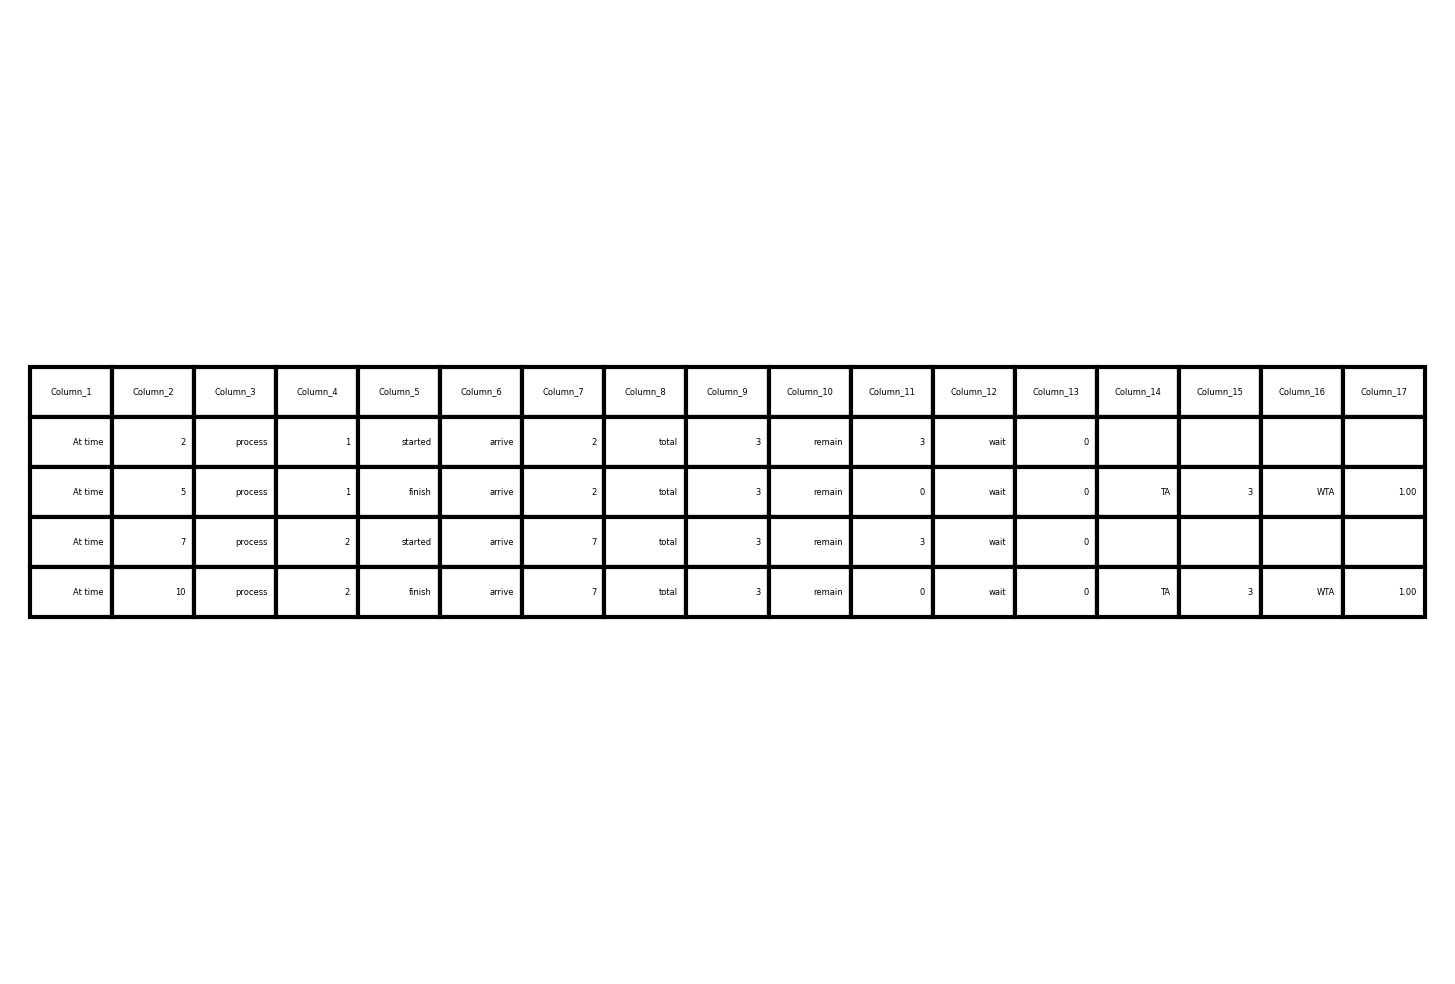 Column_1 Column_2 Column_3 Column_4 Column_5 Column_6 Column_7 Column_8 Column_9 Column_10 Column_11 Column_12 Column_13 Column_14 Column_15 Column_16 Column_17
At time 2 process 1 started arrive 2 total 3 remain 3 wait 0
At time 5 process 1 finish arrive 2 total 3 remain 0 wait 0 TA 3 WTA 1.00
At time 7 process 2 started arrive 7 total 3 remain 3 wait 0
At time 10 process 2 finish arrive 7 total 3 remain 0 wait 0 TA 3 WTA 1.00